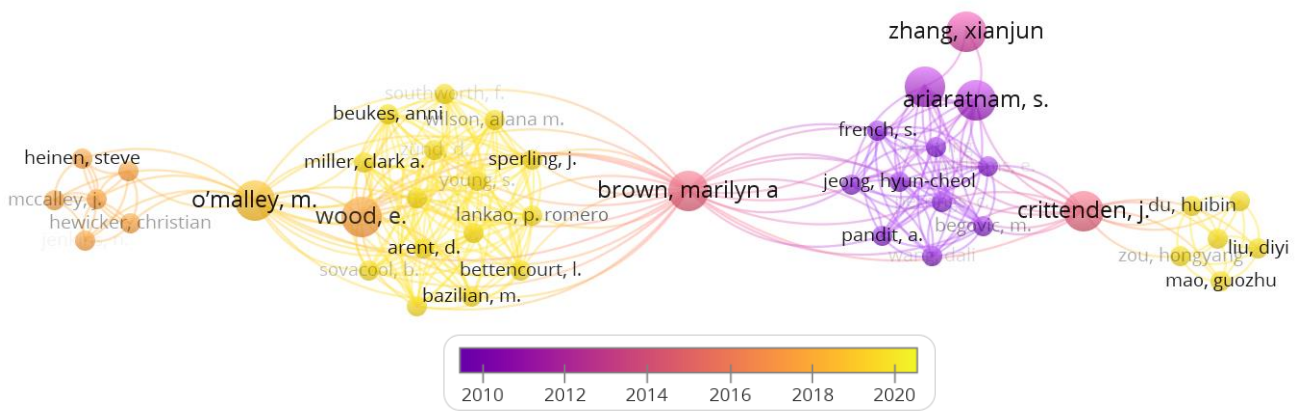 zhang, xianjun
southworth, f.
beukes, anni
wilson, alana m.
ariaratnam, s.
french, s.
heinen, steve
miller, clark a.
zünd, d.
sperling, j.
young, s.
jeong, hyun-cheol
brown, marilyn a
mccalley, j.
o'malley, m.
wood, e.
lankao, p. romero
crittenden, j.
du, huibin
hewicker, christian
begovic, m.
pandit, a.
arent, d.
liu, diyi
zou, hongyang
sovacool, b.
bettencourt, l.
mao, guozhu
bazilian, m.
2010 2012 2014 2016 2018 2020